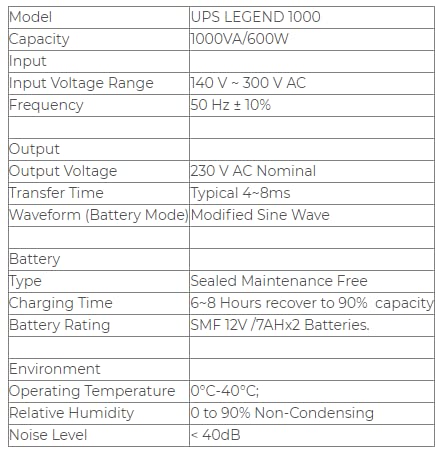 Model UPS LEGEND 1000
Capacity 1000VA/600W
Input
Input Voltage Range 140 V ~ 300 V AC
Frequency 50 Hz ± 10%
Output
Output Voltage 230 V AC Nominal
Transfer Time Typical 4~8ms
Waveform (Battery Mode) Modified Sine Wave
Battery
Type Sealed Maintenance Free
Charging Time 6~8 Hours recover to 90% capacity
Battery Rating SMF 12V /7AHx2 Batteries.
Environment
Operating Temperature 0°C-40°C;
Relative Humidity 0 to 90% Non-Condensing
Noise Level < 40dB